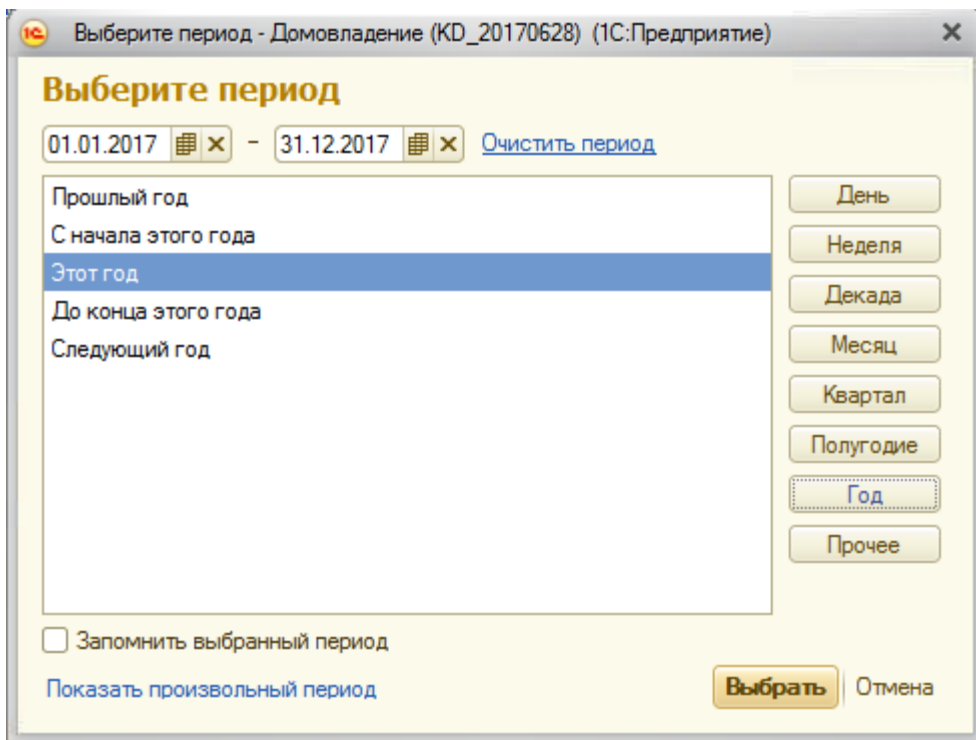 1С Выберите период - Домовладение (KD_20170628) (1С:Предприятие)
Выберите период
01.01.2017 - 31.12.2017 Очистить период
Прошлый год
С начала этого года
Этот год
До конца этого года
Следующий год
День
Неделя
Декада
Месяц
Квартал
Полугодие
Год
Прочее
Запомнить выбранный период
Показать произвольный период
Выбрать Отмена